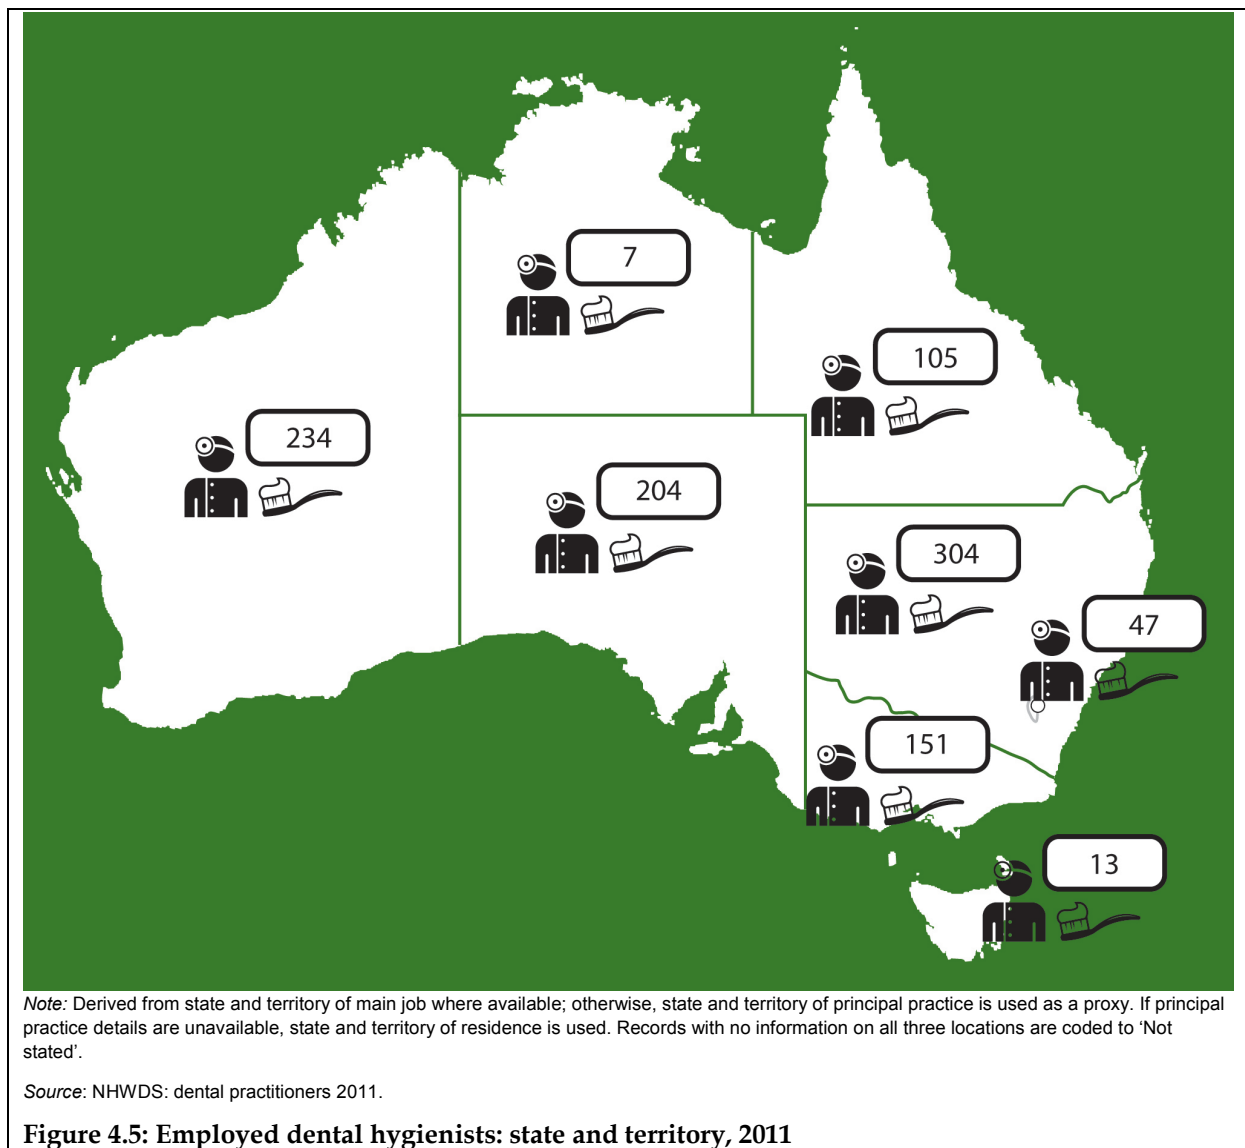 7
105
234
204
304
47
151
13
Note: Derived from state and territory of main job where available; otherwise, state and territory of principal practice is used as a proxy. If principal
practice details are unavailable, state and territory of residence is used. Records with no information on all three locations are coded to ‘Not
stated’.
Source: NHWDS: dental practitioners 2011.
Figure 4.5: Employed dental hygienists: state and territory, 2011